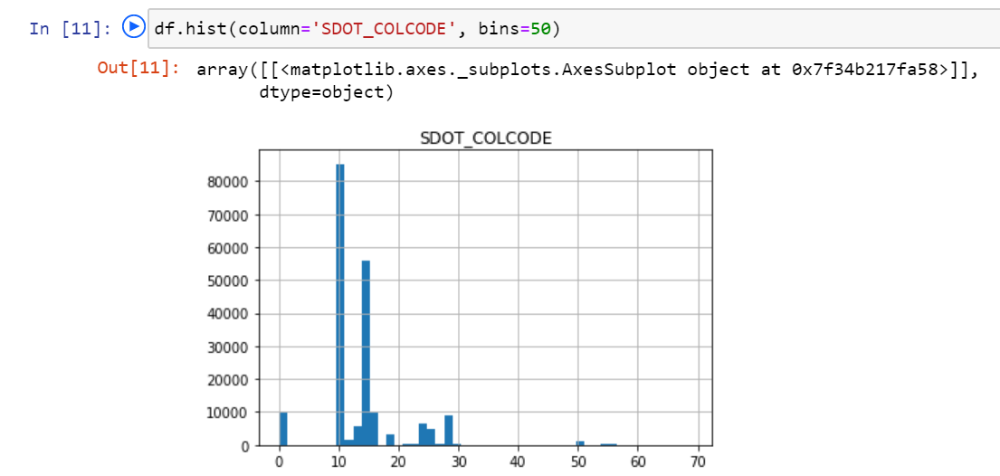 In [11]: df.hist(column='SDOT_COLCODE', bins=50)
Out[11]: array([[<matplotlib.axes._subplots.AxesSubplot object at 0x7f34b217fa58>]],
dtype=object)
SDOT_COLCODE
80000
70000
60000
50000
40000
30000
20000
10000
0
0 10 20 30 40 50 60 70